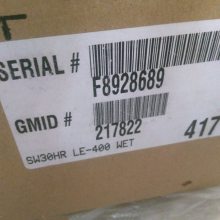 T
SERIAL #
F8928689
GMID #
217822
417
SW30HR LE-400 WET